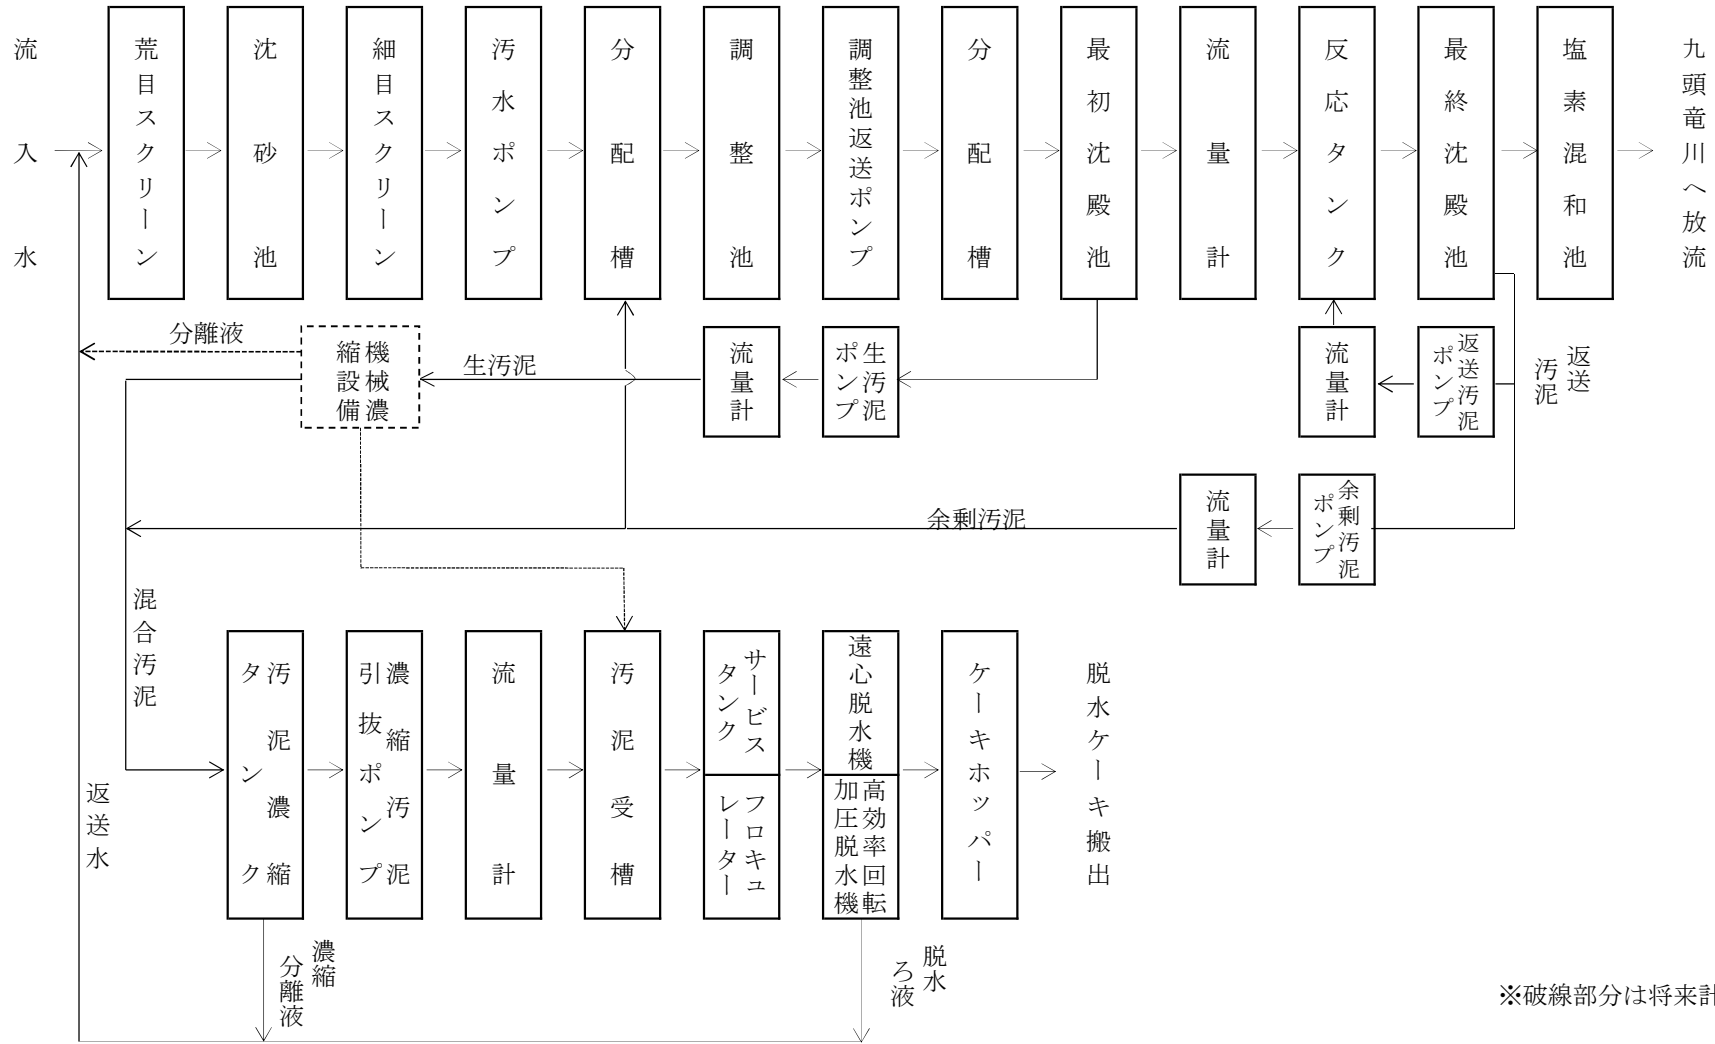 流入水
荒目スクリーン
沈砂池
細目スクリーン
汚水ポンプ
分配槽
調整池
調整池返送ポンプ
分配槽
最初沈殿池
流量計
反応タンク
最終沈殿池
塩素混和池
九頭竜川へ放流
分離液
機械濃
縮設備
生汚泥
流量計
生汚泥
ポンプ
流量計
返送汚泥
ポンプ
返送
汚泥
余剰汚泥
流量計
余剰汚泥
ポンプ
混合汚泥
返送水
汚泥濃縮
タンク
濃縮汚泥
引抜ポンプ
流量計
汚泥受槽
サービス
タンク
フロキュ
レーター
遠心脱水機
高効率回転
加圧脱水機
ケーキホッパー
脱水ケーキ搬出
濃縮
分離液
脱水
ろ液
※破線部分は将来計